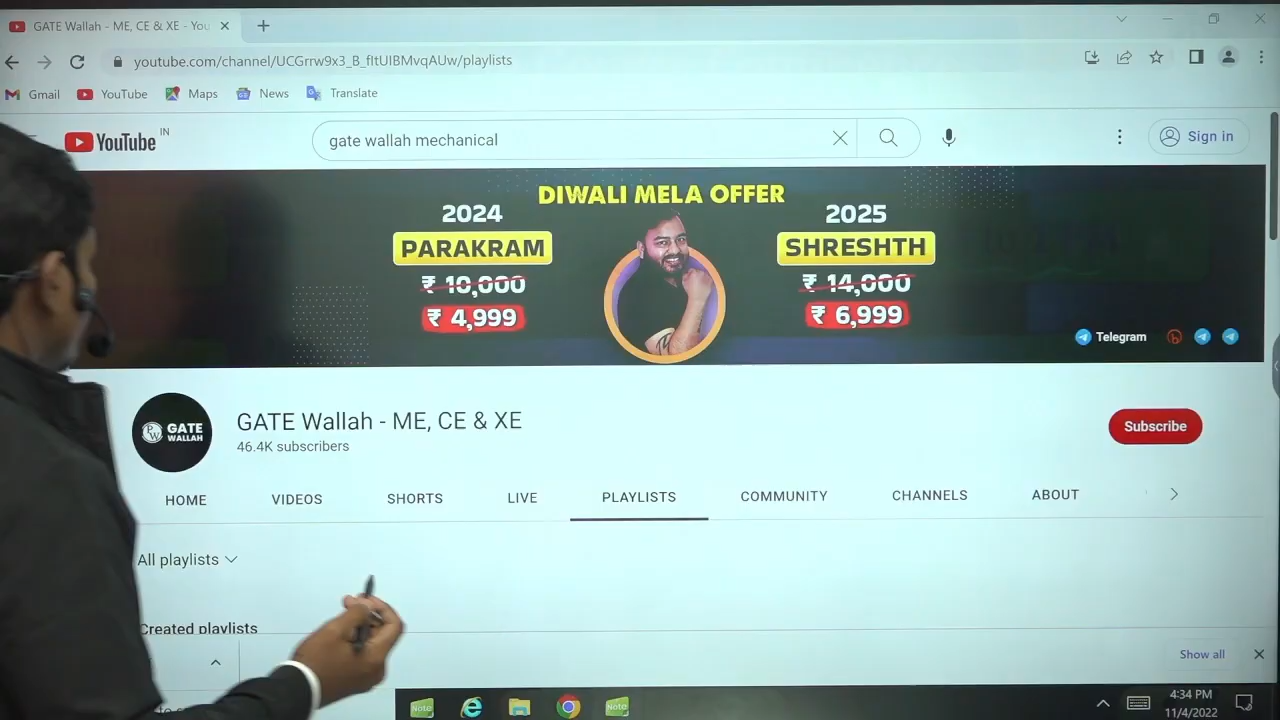 GATE Wallah - ME, CE & XE - You
youtube.com/channel/UCGrrw9x3_B_fItUIBMvqAUw/playlists
Gmail
YouTube
Maps
News
Translate
YouTube IN
gate wallah mechanical
Sign in
DIWALI MELA OFFER
2024
PARAKRAM
₹ 10,000
₹ 4,999
2025
SHRESHTH
₹ 14,000
₹ 6,999
Telegram
GATE WALLAH
GATE Wallah - ME, CE & XE
46.4K subscribers
Subscribe
HOME VIDEOS SHORTS LIVE PLAYLISTS COMMUNITY CHANNELS ABOUT
All playlists
Created playlists
Show all
Note
Note
4:34 PM
11/4/2022